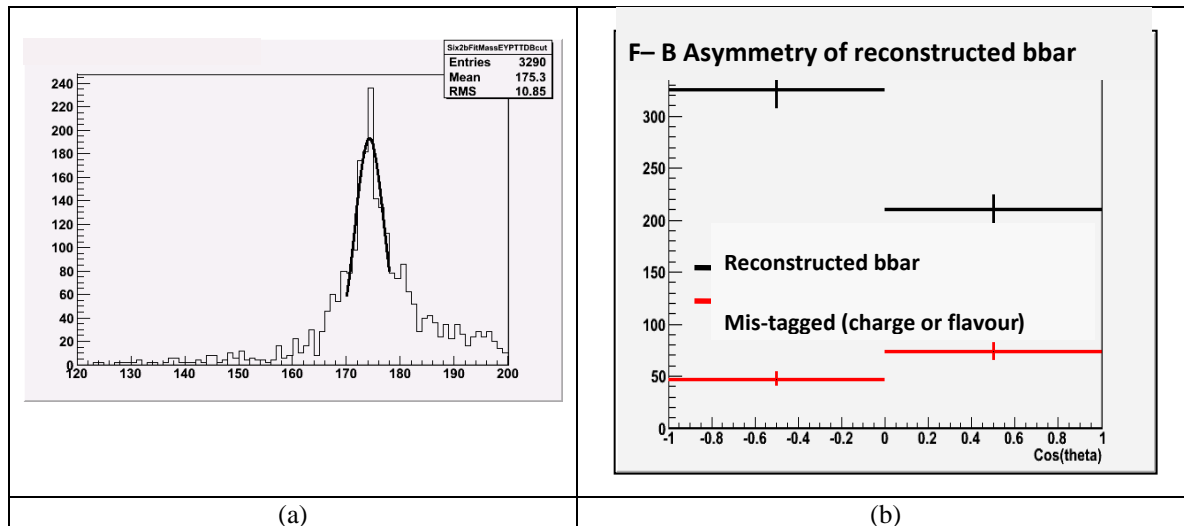 Six2bFitMassEYPTTDBcut
Entries 3290
Mean 175.3
RMS 10.85
240
220
200
180
160
140
120
100
80
60
40
20
0
120 130 140 150 160 170 180 190 200
(a)
F– B Asymmetry of reconstructed bbar
300
250
200
150
100
50
0
Reconstructed bbar
Mis-tagged (charge or flavour)
-1 -0.8 -0.6 -0.4 -0.2 0 0.2 0.4 0.6 0.8 1
Cos(theta)
(b)